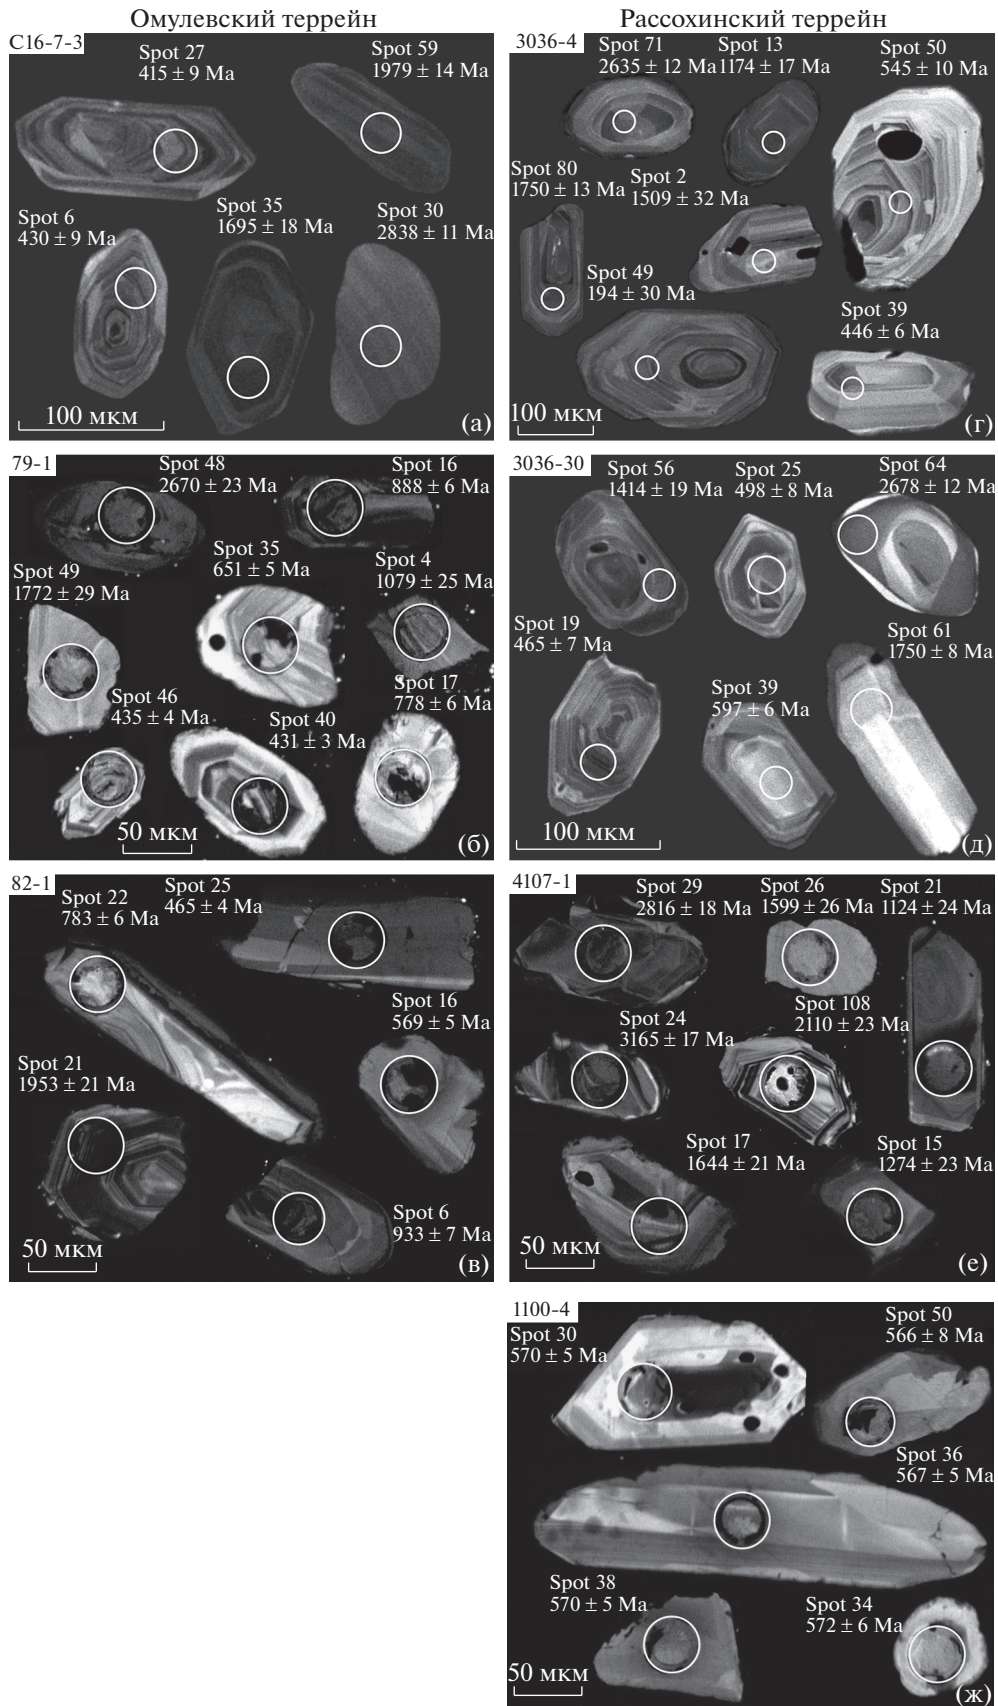 Омулевский террейн
С16-7-3
Spot 27
415 ± 9 Ma
Spot 59
1979 ± 14 Ma
Spot 6
430 ± 9 Ma
Spot 35
1695 ± 18 Ma
Spot 30
2838 ± 11 Ma
100 мкм
(а)
79-1
Spot 48
2670 ± 23 Ma
Spot 16
888 ± 6 Ma
Spot 49
1772 ± 29 Ma
Spot 35
651 ± 5 Ma
Spot 4
1079 ± 25 Ma
Spot 46
435 ± 4 Ma
Spot 40
431 ± 3 Ma
Spot 17
778 ± 6 Ma
50 мкм
(б)
82-1
Spot 22
783 ± 6 Ma
Spot 25
465 ± 4 Ma
Spot 16
569 ± 5 Ma
Spot 21
1953 ± 21 Ma
Spot 6
933 ± 7 Ma
50 мкм
(в)
Рассохинский террейн
3036-4
Spot 71
2635 ± 12 Ma
Spot 13
1174 ± 17 Ma
Spot 50
545 ± 10 Ma
Spot 80
1750 ± 13 Ma
Spot 2
1509 ± 32 Ma
Spot 49
194 ± 30 Ma
Spot 39
446 ± 6 Ma
100 мкм
(г)
3036-30
Spot 56
1414 ± 19 Ma
Spot 25
498 ± 8 Ma
Spot 64
2678 ± 12 Ma
Spot 19
465 ± 7 Ma
Spot 39
597 ± 6 Ma
Spot 61
1750 ± 8 Ma
100 мкм
(д)
4107-1
Spot 29
2816 ± 18 Ma
Spot 26
1599 ± 26 Ma
Spot 21
1124 ± 24 Ma
Spot 24
3165 ± 17 Ma
Spot 108
2110 ± 23 Ma
Spot 17
1644 ± 21 Ma
Spot 15
1274 ± 23 Ma
50 мкм
(е)
1100-4
Spot 30
570 ± 5 Ma
Spot 50
566 ± 8 Ma
Spot 36
567 ± 5 Ma
Spot 38
570 ± 5 Ma
Spot 34
572 ± 6 Ma
50 мкм
(ж)